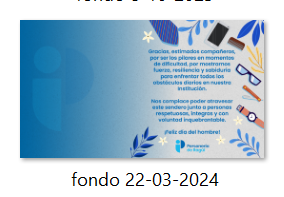 Gracias, estimados compañeros,
por ser los pilares en momentos
de dificultad, por mostrarnos
fuerza, resiliencia y sabiduría
para enfrentar todos los
obstáculos diarios en nuestra
institución.
Nos complace poder atravesar
este sendero junto a personas
respetuosas, íntegras y con
voluntad inquebrantable.
¡Feliz día del hombre!
Personería
fondo 22-03-2024